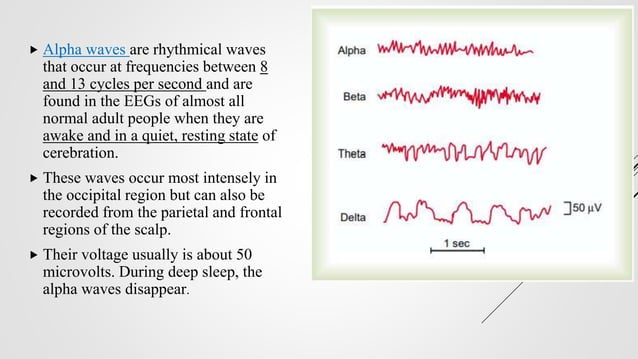 Alpha waves are rhythmical waves
that occur at frequencies between 8
and 13 cycles per second and are
found in the EEGs of almost all
normal adult people when they are
awake and in a quiet, resting state of
cerebration.
These waves occur most intensely in
the occipital region but can also be
recorded from the parietal and frontal
regions of the scalp.
Their voltage usually is about 50
microvolts. During deep sleep, the
alpha waves disappear.
Alpha
Beta
Theta
Delta
50 μV
1 sec